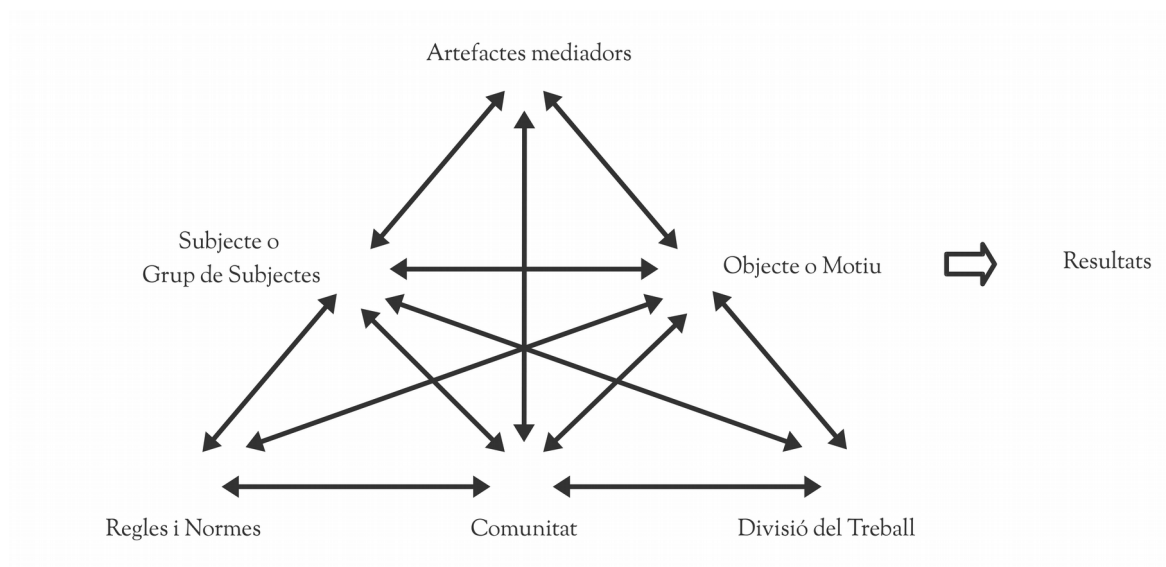 Artefactes mediadors
Subjecte o
Grup de Subjectes
Objecte o Motiu
Resultats
Regles i Normes
Comunitat
Divisió del Treball